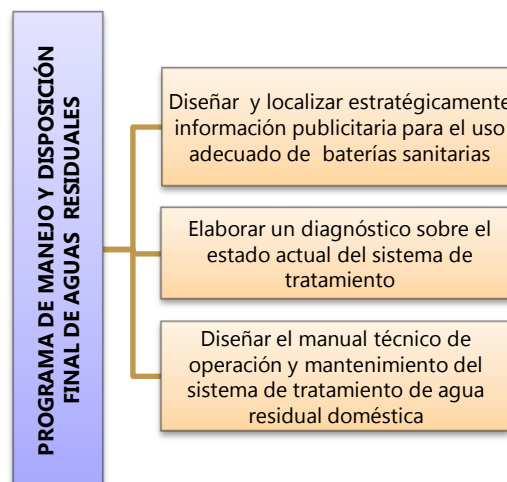 PROGRAMA DE MANEJO Y DISPOSICIÓN
FINAL DE AGUAS RESIDUALES
Diseñar y localizar estratégicamente
información publicitaria para el uso
adecuado de baterías sanitarias
Elaborar un diagnóstico sobre el
estado actual del sistema de
tratamiento
Diseñar el manual técnico de
operación y mantenimiento del
sistema de tratamiento de agua
residual doméstica